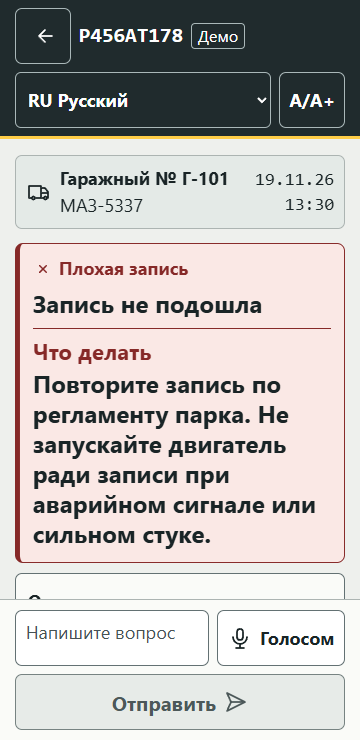 P456AT178 Демо
RU Русский
A/A+
Гаражный № Г-101
19.11.26
МАЗ-5337
13:30
× Плохая запись
Запись не подошла
Что делать
Повторите запись по
регламенту парка. Не
запускайте двигатель
ради записи при
аварийном сигнале или
сильном стуке.
Напишите вопрос
Голосом
Отправить